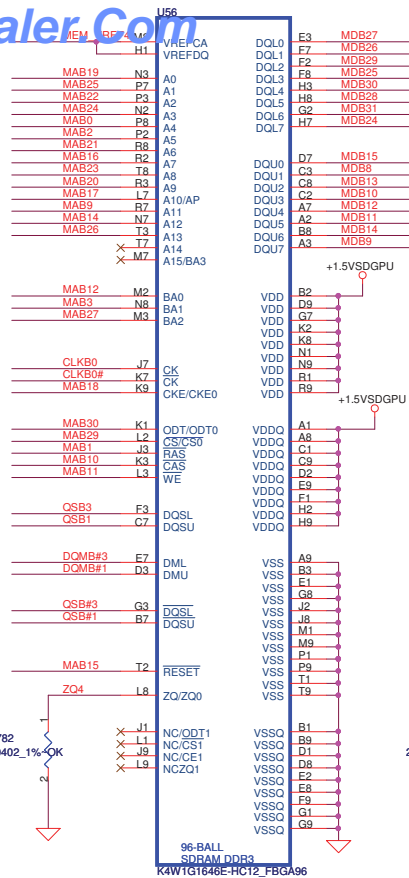 aler.Com
U56
MEM_ M8 VREFCA
H1 VREFDQ
MAB19 N3 A0
MAB25 P7 A1
MAB22 P3 A2
MAB24 N2 A3
MAB0 P8 A4
MAB2 P2 A5
MAB21 R8 A6
MAB16 R2 A7
MAB23 T8 A8
MAB20 R3 A9
MAB17 L7 A10/AP
MAB9 R7 A11
MAB14 N7 A12
MAB26 T3 A13
T7 A14
M7 A15/BA3
MAB12 M2 BA0
MAB3 N8 BA1
MAB27 M3 BA2
CLKB0 J7 CK
CLKB0# K7 CK
MAB18 K9 CKE/CKE0
MAB30 K1 ODT/ODT0
MAB29 L2 CS/CS0
MAB1 J3 RAS
MAB10 K3 CAS
MAB11 L3 WE
QSB3 F3 DQSL
QSB1 C7 DQSU
DQMB#3 E7 DML
DQMB#1 D3 DMU
QSB#3 G3 DQSL
QSB#1 B7 DQSU
MAB15 T2 RESET
ZQ4 L8 ZQ/ZQ0
1
782
0402_1%~OK
2
J1 NC/ODT1
L1 NC/CS1
J9 NC/CE1
L9 NCZQ1
DQL0 E3 MDB27
DQL1 F7 MDB26
DQL2 F2 MDB29
DQL3 F8 MDB25
DQL4 H3 MDB30
DQL5 H8 MDB28
DQL6 G2 MDB31
DQL7 H7 MDB24
DQU0 D7 MDB15
DQU1 C3 MDB8
DQU2 C8 MDB13
DQU3 C2 MDB10
DQU4 A7 MDB12
DQU5 A2 MDB11
DQU6 B8 MDB14
DQU7 A3 MDB9
+1.5VSDGPU
VDD B2
VDD D9
VDD G7
VDD K2
VDD K8
VDD N1
VDD N9
VDD R1
VDD R9
+1.5VSDGPU
VDDQ A1
VDDQ A8
VDDQ C1
VDDQ C9
VDDQ D2
VDDQ E9
VDDQ F1
VDDQ H2
VDDQ H9
VSS A9
VSS B3
VSS E1
VSS G8
VSS J2
VSS J8
VSS M1
VSS M9
VSS P1
VSS P9
VSS T1
VSS T9
VSSQ B1
VSSQ B9
VSSQ D1
VSSQ D8
VSSQ E2
VSSQ E8
VSSQ F9
VSSQ G1
VSSQ G9
2
96-BALL
SDRAM DDR3
K4W1G1646E-HC12_FBGA96